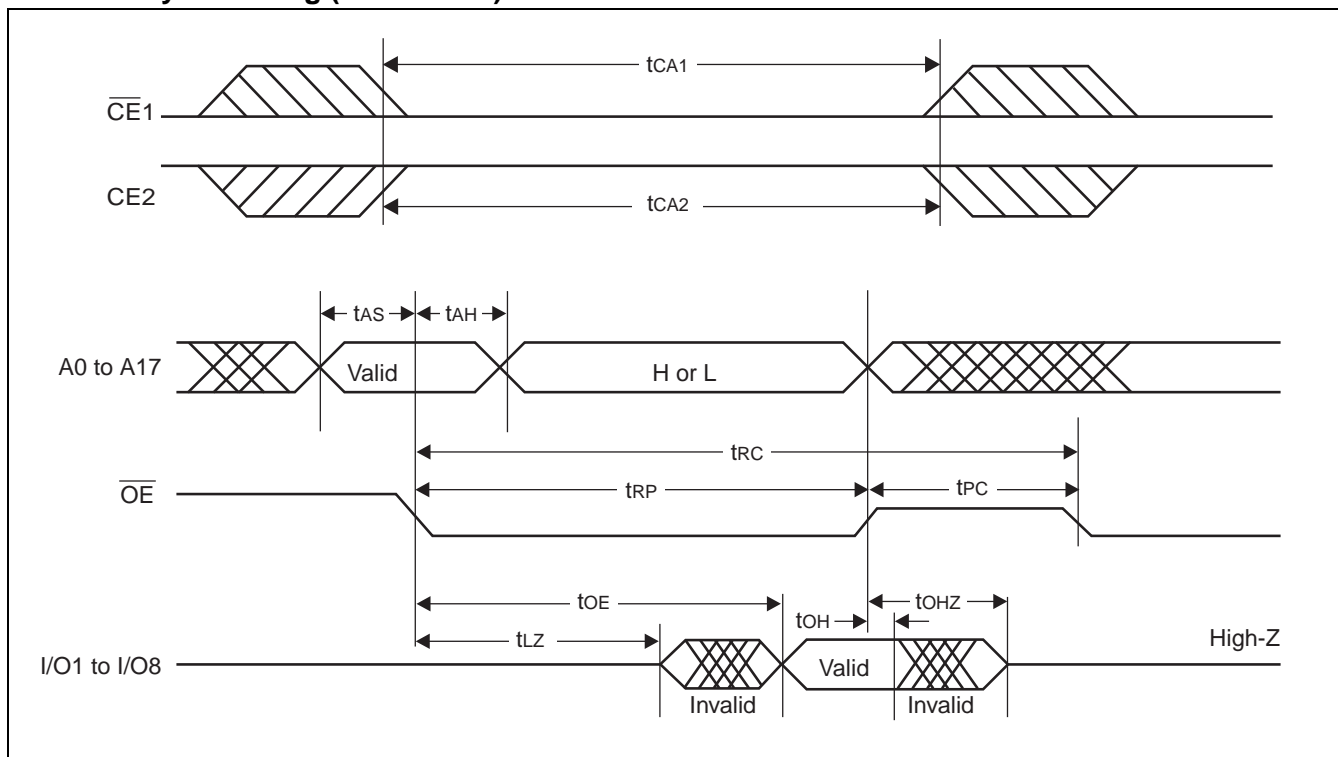 tCA1
CE1
CE2
tCA2
tAS
tAH
A0 to A17
Valid
H or L
tRC
OE
tRP
tPC
tOE
tOHZ
tOH
tLZ
High-Z
I/O1 to I/O8
Valid
Invalid
Invalid